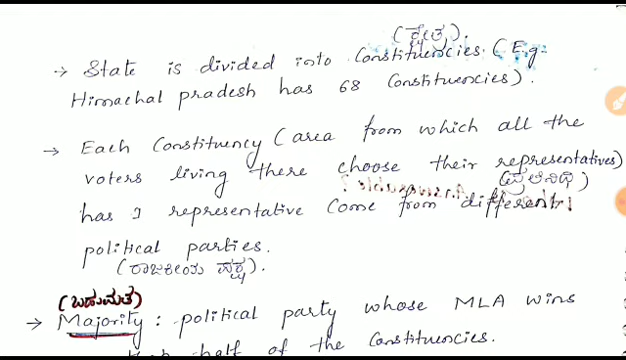 (ಕ್ಷೇತ್ರ).
→ State is divided into Constituencies. (E.g:
Himachal pradesh has 68 Constituencies).
→ Each Constituency (area from which all the
voters living there choose their representatives)
(ಪ್ರತಿನಿಧಿ)
has 1 representative come from different
political parties.
(ರಾಜಕೀಯ ಪಕ್ಷ).
(ಬಹುಮತ)
→ Majority : political party whose MLA wins
half of the Constituencies.